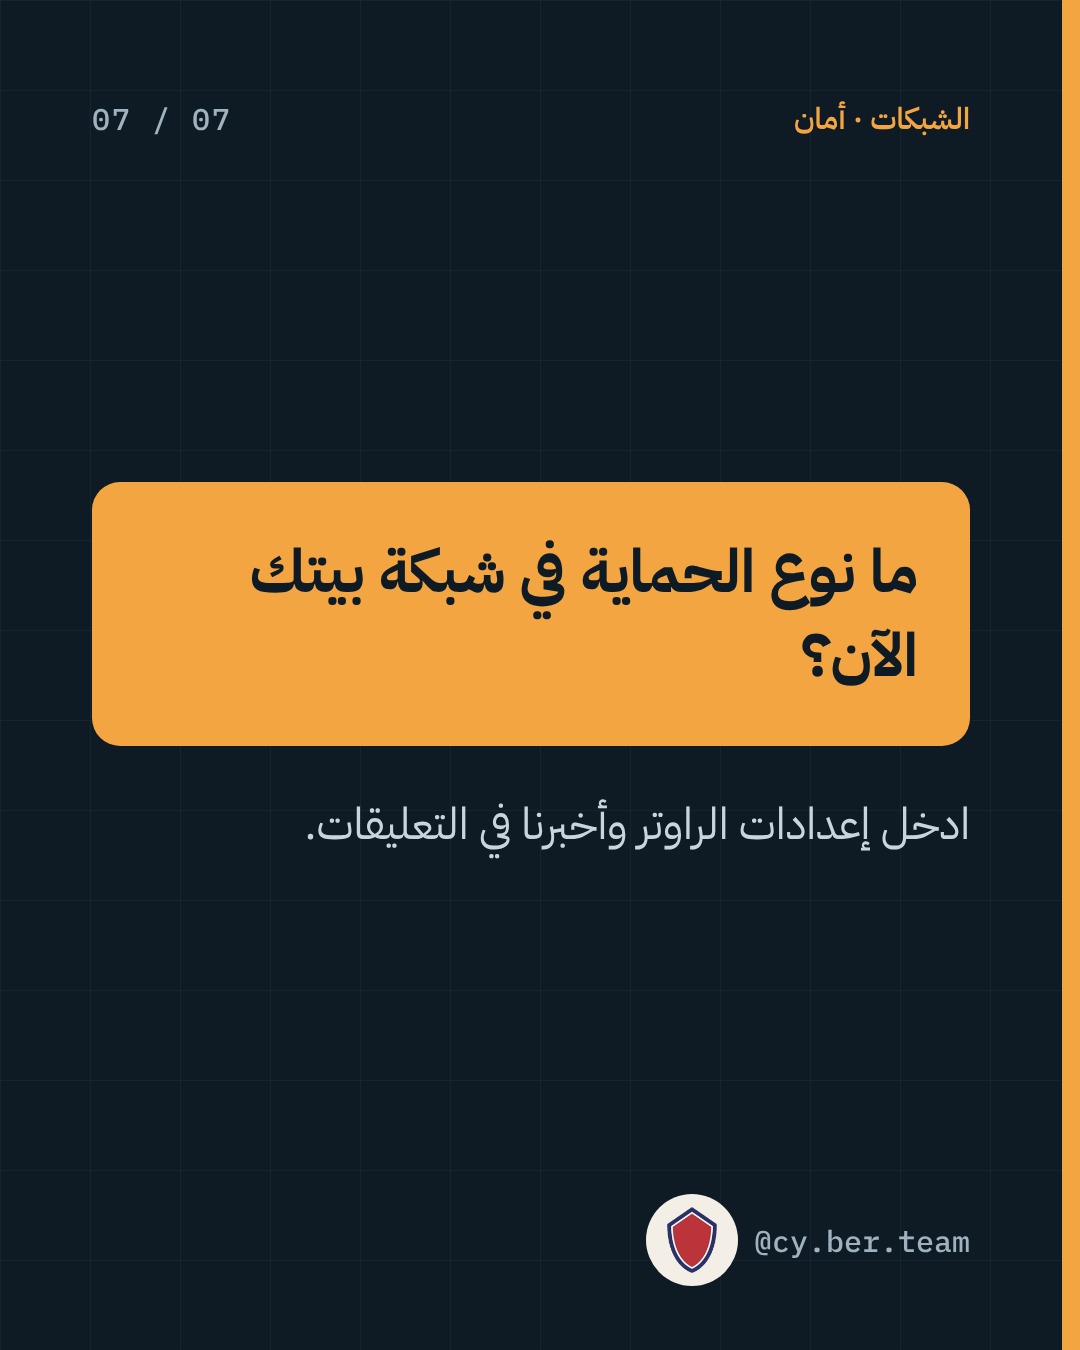 الشبكات · أمان
07 / 07
ما نوع الحماية في شبكة بيتك
الآن؟
ادخل إعدادات الراوتر وأخبرنا في التعليقات.
@cy.ber.team